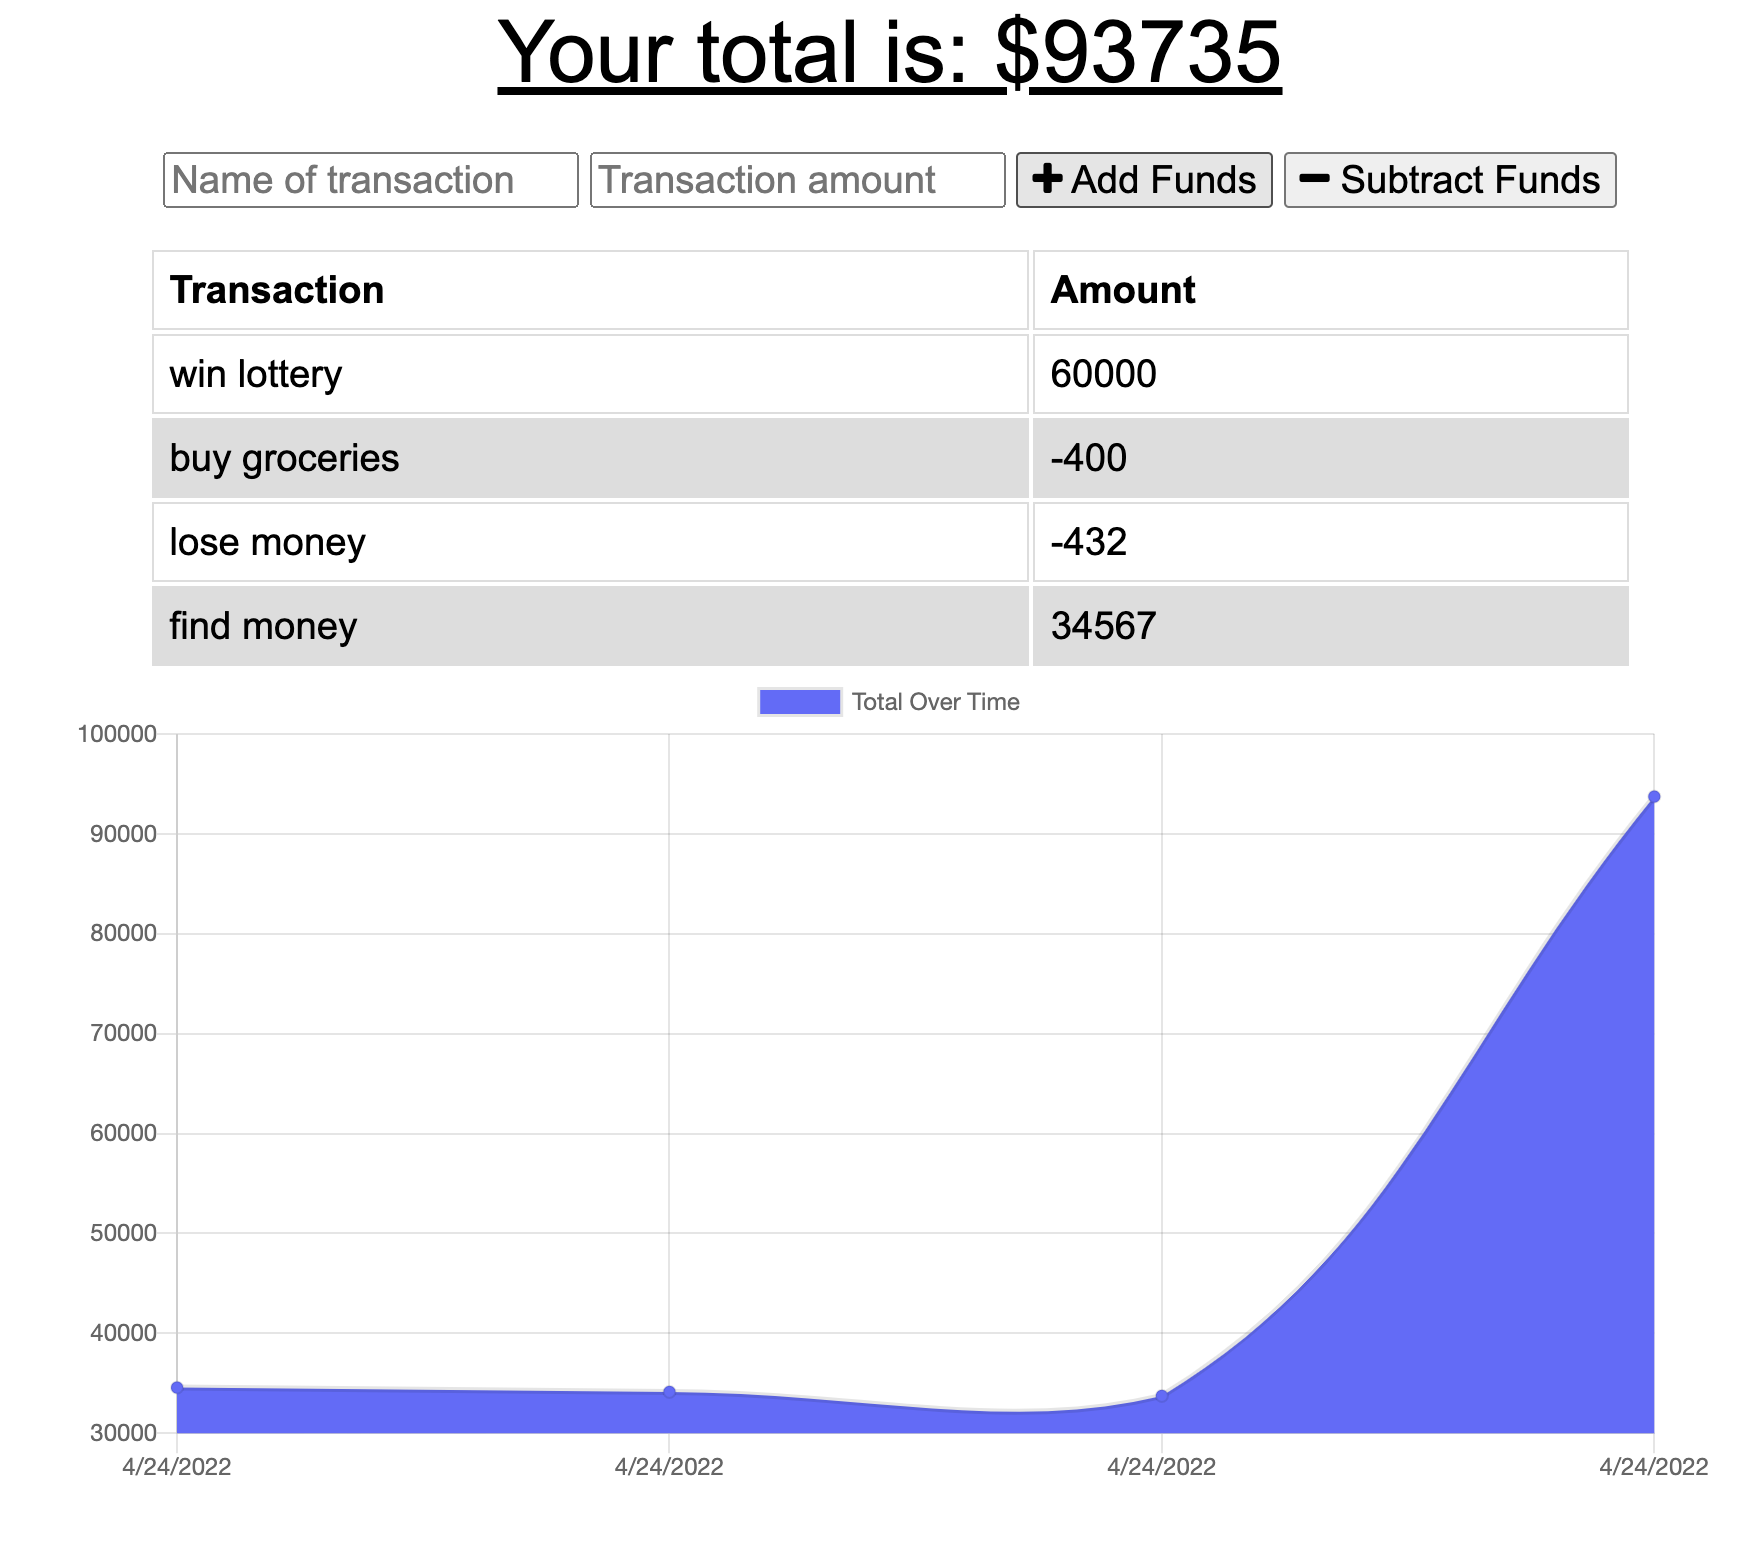 Your total is: $93735
Name of transaction Transaction amount Add Funds Subtract Funds
Transaction Amount
win lottery 60000
buy groceries -400
lose money -432
find money 34567
Total Over Time
100000
90000
80000
70000
60000
50000
40000
30000
4/24/2022 4/24/2022 4/24/2022 4/24/2022